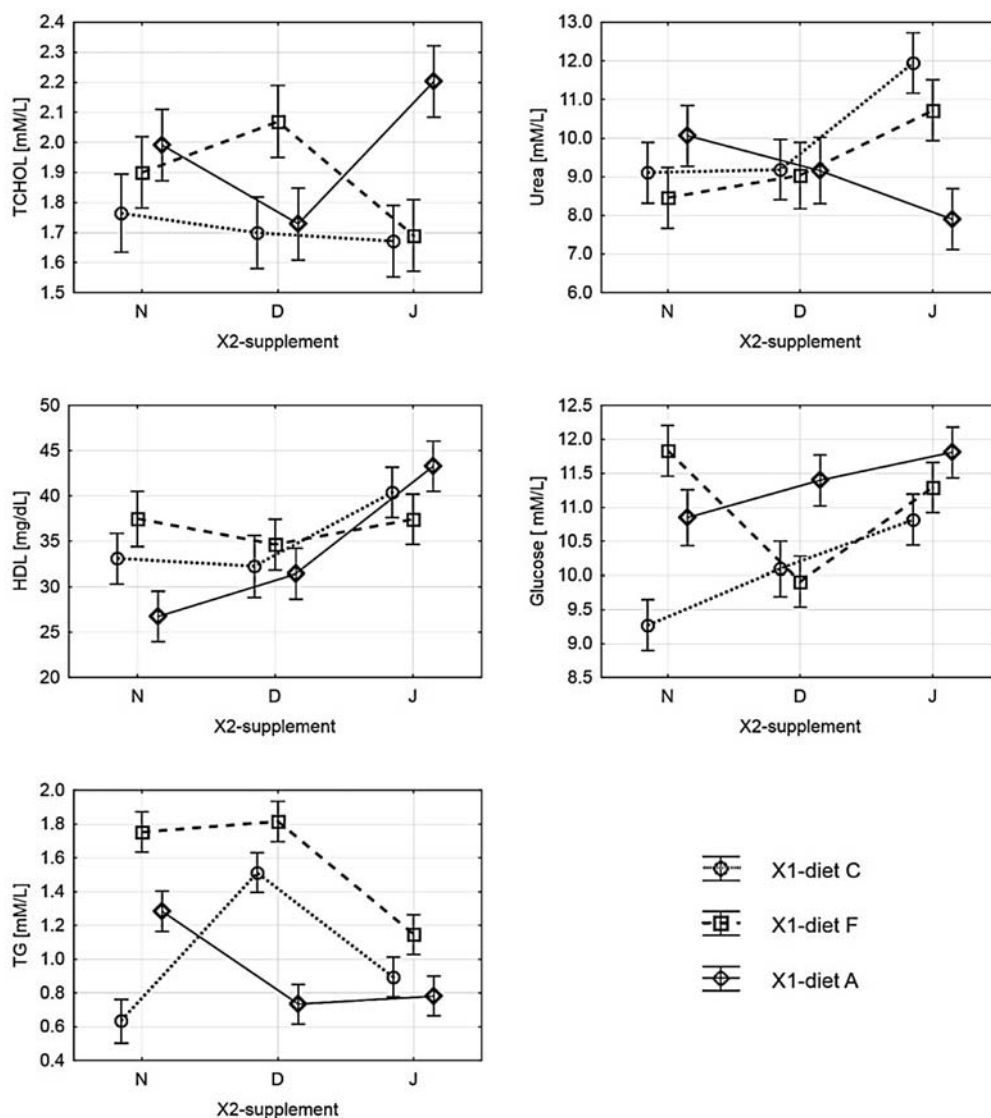 2.4
2.3
2.2
2.1
2.0
1.9
1.8
1.7
1.6
1.5
TCHOL [mM/L]
N D J
X2-supplement
13.0
12.0
11.0
10.0
9.0
8.0
7.0
6.0
Urea [mM/L]
N D J
X2-supplement
50
45
40
35
30
25
20
HDL [mg/dL]
N D J
X2-supplement
12.5
12.0
11.5
11.0
10.5
10.0
9.5
9.0
8.5
Glucose [ mM/L]
N D J
X2-supplement
2.0
1.8
1.6
1.4
1.2
1.0
0.8
0.6
0.4
TG [mM/L]
N D J
X2-supplement
X1-diet C
X1-diet F
X1-diet A